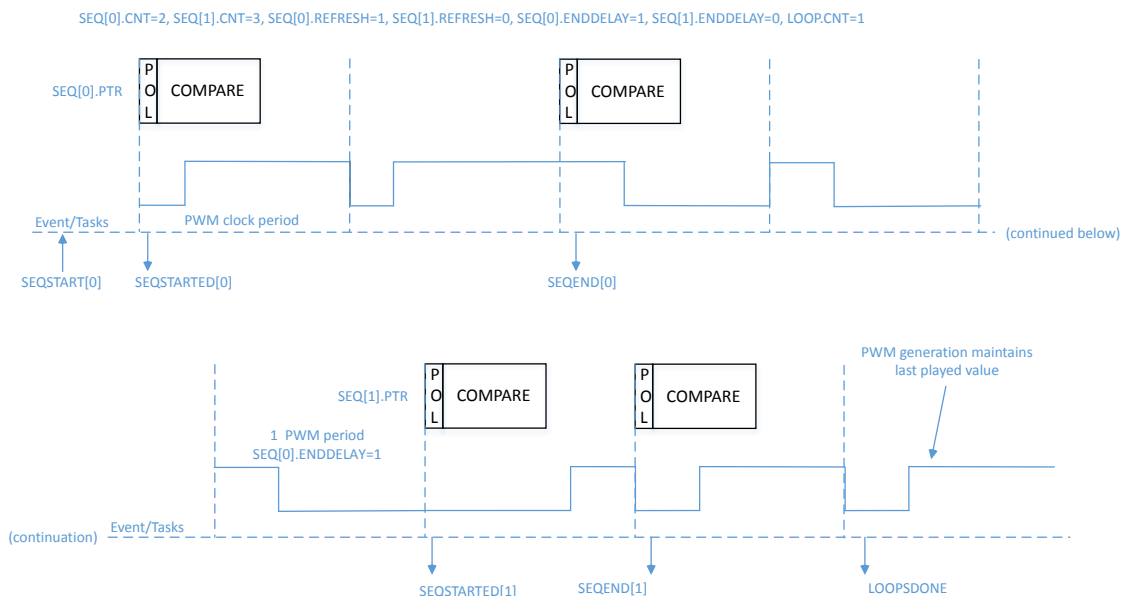 SEQ[0].CNT=2, SEQ[1].CNT=3, SEQ[0].REFRESH=1, SEQ[1].REFRESH=0, SEQ[0].ENDDELAY=1, SEQ[1].ENDDELAY=0, LOOP.CNT=1
SEQ[0].PTR
P
O
L
COMPARE
P
O
L
COMPARE
Event/Tasks
PWM clock period
(continued below)
SEQSTART[0]
SEQSTARTED[0]
SEQEND[0]
PWM generation maintains
last played value
SEQ[1].PTR
P
O
L
COMPARE
P
O
L
COMPARE
1 PWM period
SEQ[0].ENDDELAY=1
Event/Tasks
(continuation)
SEQSTARTED[1]
SEQEND[1]
LOOPSDONE